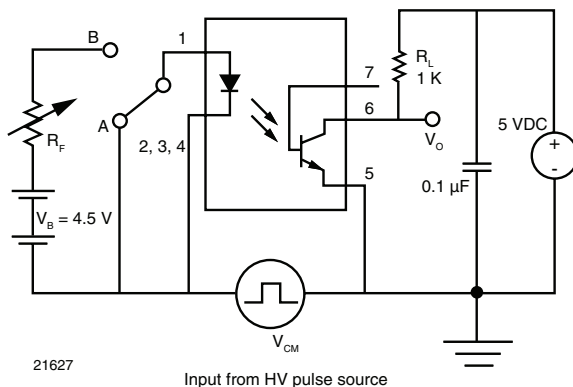 B
1
A
R_F
2, 3, 4
V_B = 4.5 V
7
6
5
R_L
1 K
V_O
5 VDC
+
-
0.1 µF
V_CM
21627
Input from HV pulse source